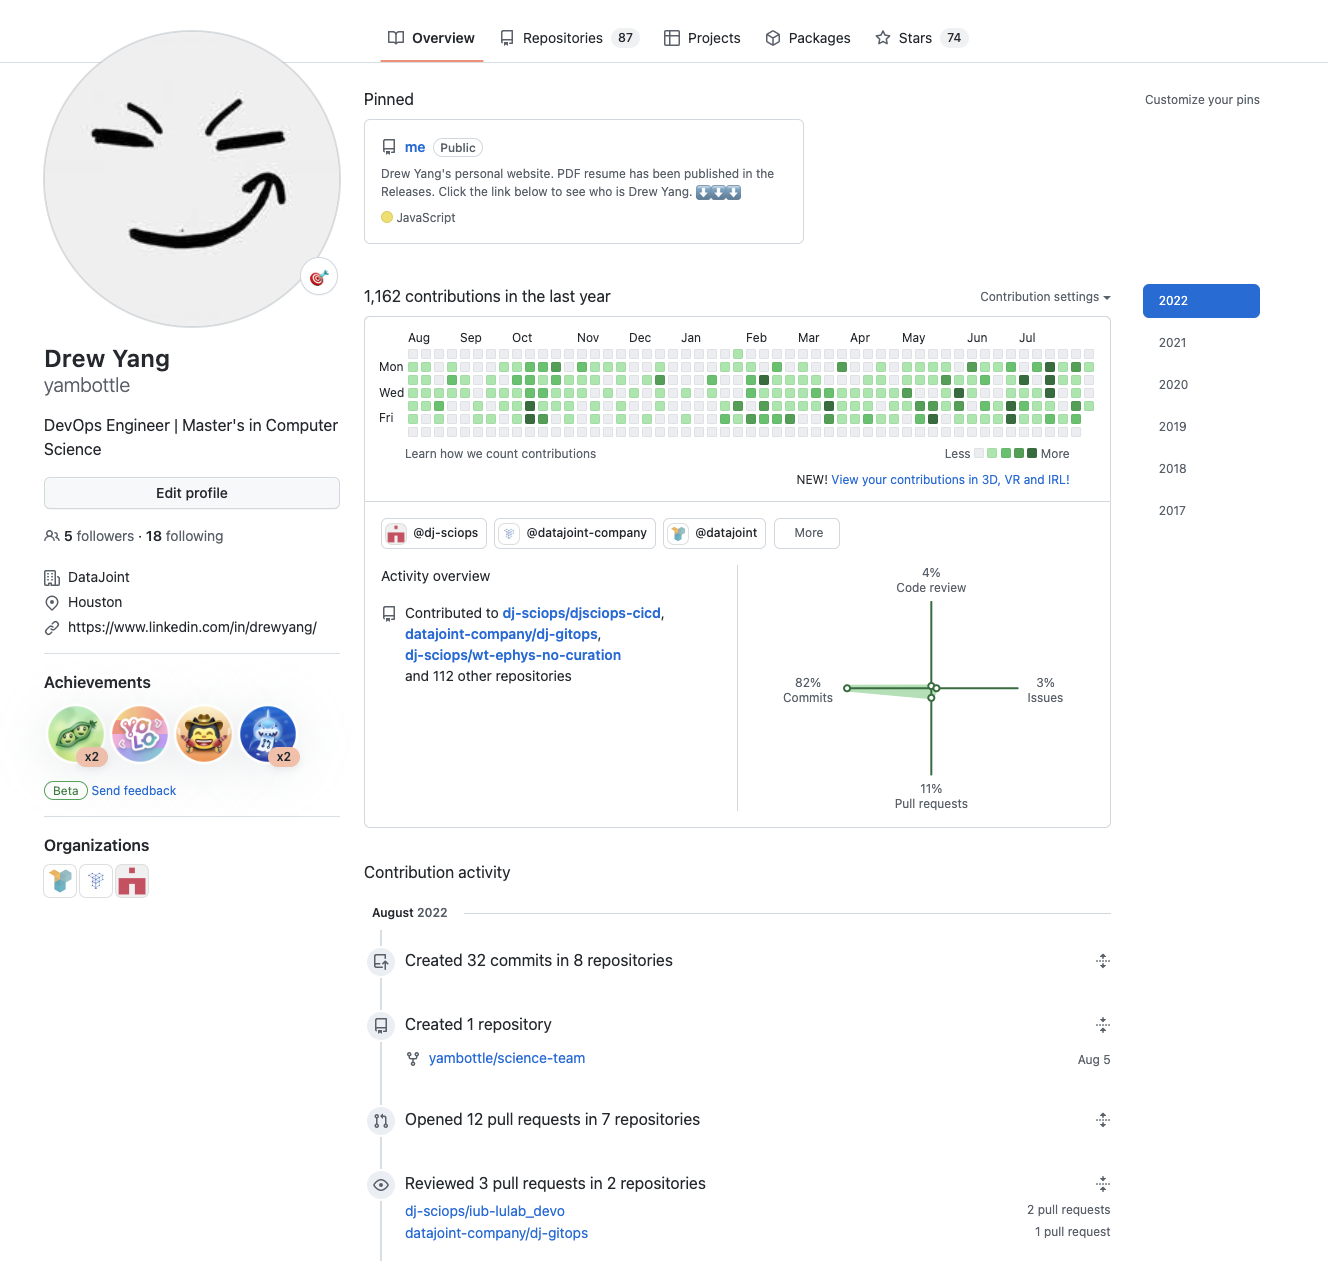 Overview
Repositories 87
Projects
Packages
Stars 74
Pinned
Customize your pins
me Public
Drew Yang's personal website. PDF resume has been published in the
Releases. Click the link below to see who is Drew Yang. ⬇️⬇️⬇️
JavaScript
Drew Yang
yambottle
DevOps Engineer | Master's in Computer
Science
Edit profile
5 followers · 18 following
DataJoint
Houston
https://www.linkedin.com/in/drewyang/
Achievements
x2
YOLO
x2
Beta Send feedback
Organizations
1,162 contributions in the last year
Contribution settings
2022
2021
2020
2019
2018
2017
Aug Sep Oct Nov Dec Jan Feb Mar Apr May Jun Jul
Mon
Wed
Fri
Learn how we count contributions
Less More
NEW! View your contributions in 3D, VR and IRL!
@dj-sciops @datajoint-company @datajoint More
Activity overview
Contributed to dj-sciops/djsciops-cicd,
datajoint-company/dj-gitops,
dj-sciops/wt-ephys-no-curation
and 112 other repositories
4%
Code review
82%
Commits
3%
Issues
11%
Pull requests
Contribution activity
August 2022
Created 32 commits in 8 repositories
Created 1 repository
yambottle/science-team Aug 5
Opened 12 pull requests in 7 repositories
Reviewed 3 pull requests in 2 repositories
dj-sciops/iub-lulab_devo 2 pull requests
datajoint-company/dj-gitops 1 pull request